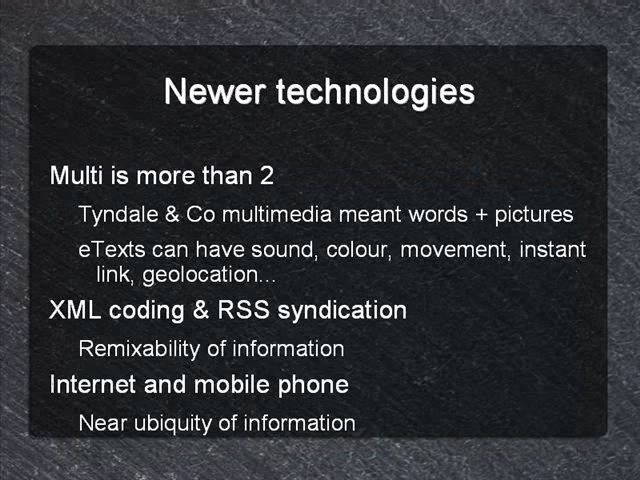 Newer technologies
Multi is more than 2
Tyndale & Co multimedia meant words + pictures
eTexts can have sound, colour, movement, instant
link, geolocation...
XML coding & RSS syndication
Remixability of information
Internet and mobile phone
Near ubiquity of information